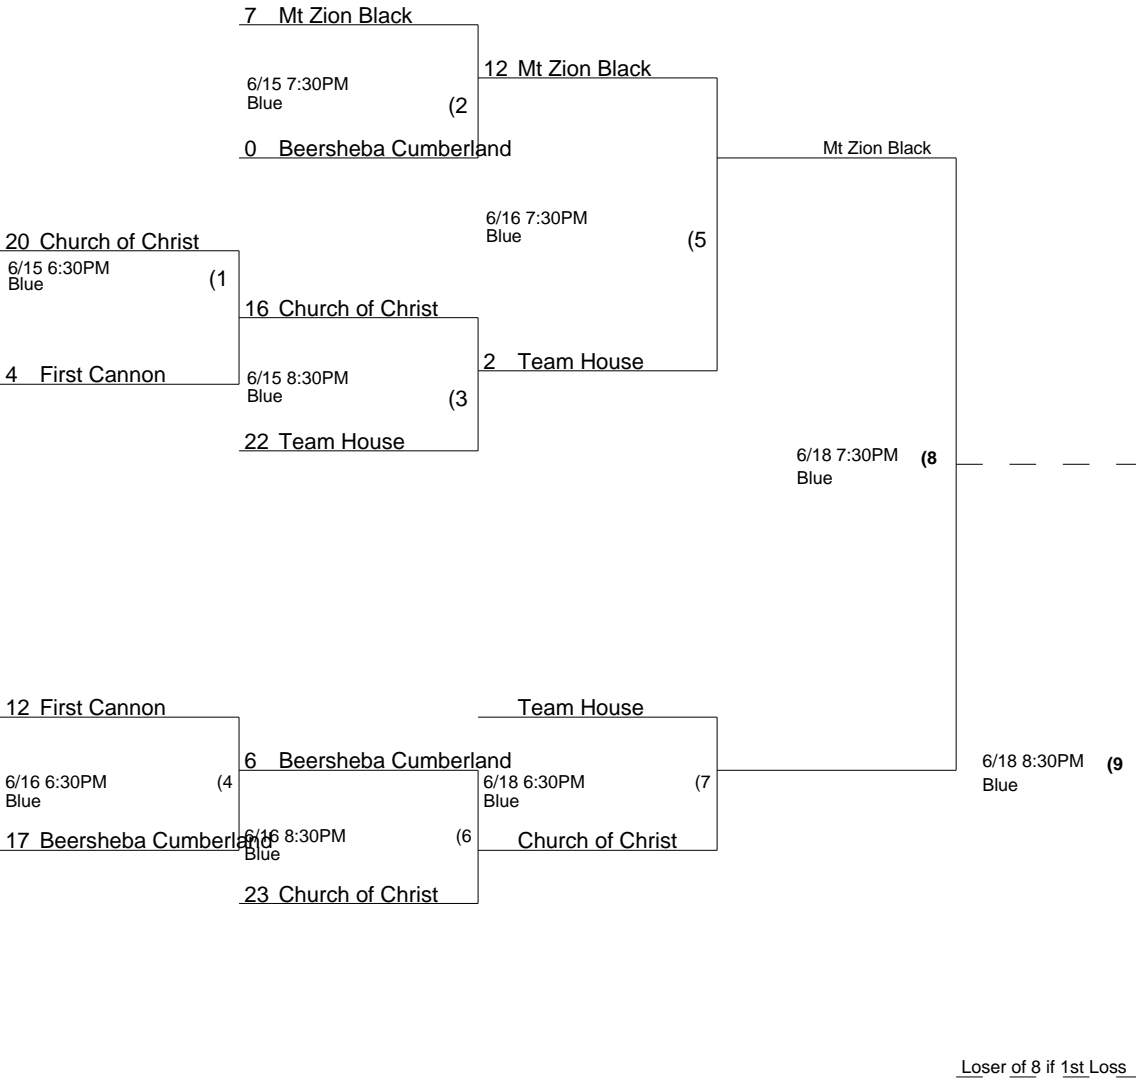 7 Mt Zion Black
12 Mt Zion Black
6/15 7:30PM
Blue
(2
0 Beersheba Cumberland
Mt Zion Black
6/16 7:30PM
Blue
(5
20 Church of Christ
6/15 6:30PM
Blue
(1
16 Church of Christ
2 Team House
4 First Cannon
6/15 8:30PM
Blue
(3
22 Team House
6/18 7:30PM
Blue
(8
12 First Cannon
Team House
6 Beersheba Cumberland
6/16 6:30PM
Blue
(4
6/18 6:30PM
Blue
(7
6/18 8:30PM
Blue
(9
17 Beersheba Cumberland
6/16 8:30PM
Blue
(6
Church of Christ
23 Church of Christ
Loser of 8 if 1st Loss